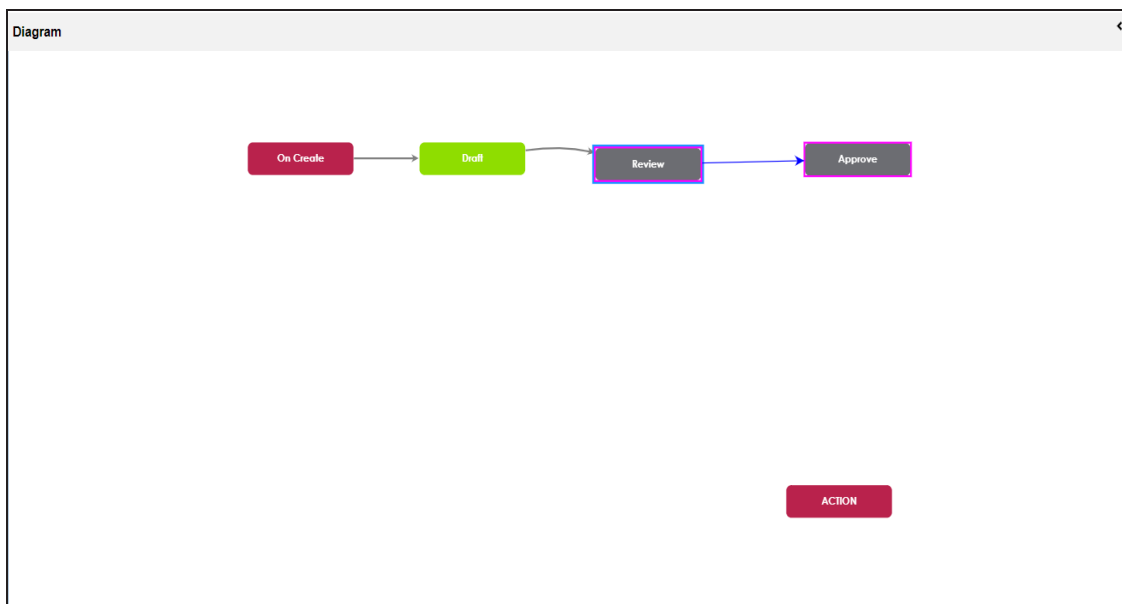 Diagram
On Create
Draft
Review
Approve
ACTION